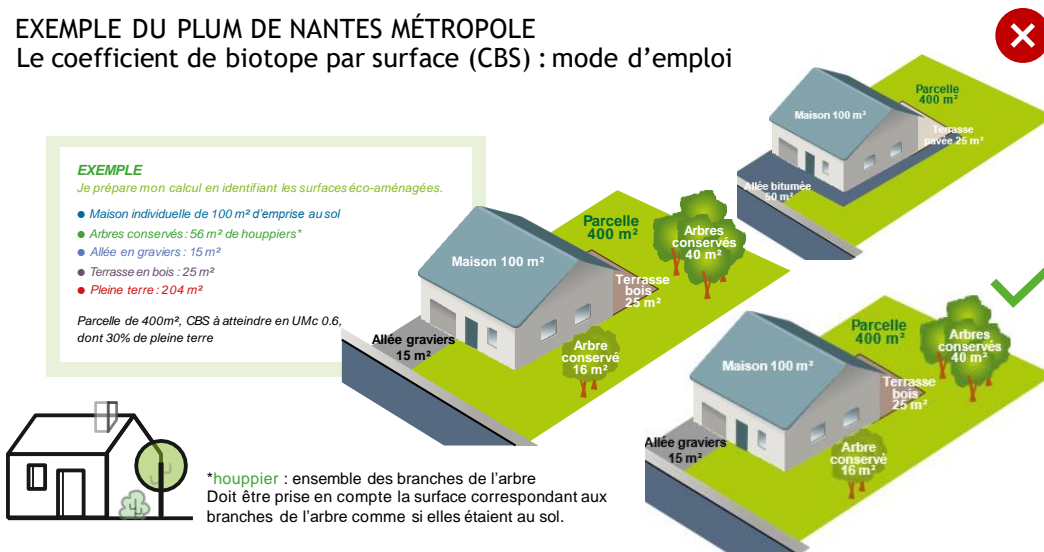 EXEMPLE DU PLUM DE NANTES MÉTROPOLE
Le coefficient de biotope par surface (CBS) : mode d'emploi
EXEMPLE
Je prépare mon calcul en identifiant les surfaces éco-aménagées.
● Maison individuelle de 100 m² d'emprise au sol
● Arbres conservés : 56 m² de houppiers*
● Allée en graviers : 15 m²
● Terrasse en bois : 25 m²
● Pleine terre : 204 m²
Parcelle de 400m², CBS à atteindre en UMc 0.6,
dont 30% de pleine terre
Parcelle
400 m²
Maison 100 m²
Terrasse
pavée 25 m²
Allée bitumée
50 m²
Parcelle
400 m²
Arbres
conservés
40 m²
Maison 100 m²
Terrasse
bois
25 m²
Allée graviers
15 m²
Arbre
conservé
16 m²
Parcelle
400 m²
Arbres
conservés
40 m²
Maison 100 m²
Terrasse
bois
25 m²
Allée graviers
15 m²
Arbre
conservé
16 m²
*houppier : ensemble des branches de l'arbre
Doit être prise en compte la surface correspondant aux
branches de l'arbre comme si elles étaient au sol.